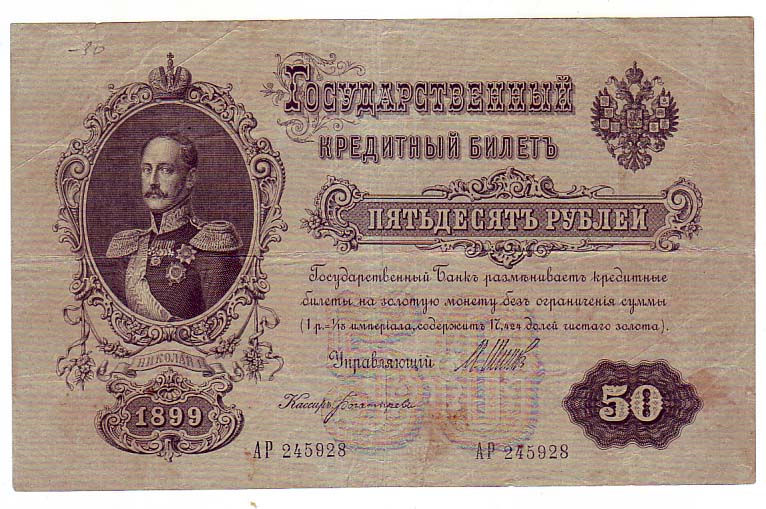 -90
Государственный
кредитный билетъ
пятьдесятъ рублей
Государственный Банкъ размѣниваетъ кредитные
билеты на золотую монету безъ ограниченія суммы
(1 р.= 1/15 имперіала, содержитъ 17,424 долей чистаго золота).
Управляющій
Кассиръ
НИКОЛАЙ I
1899
50
АР 245928
АР 245928